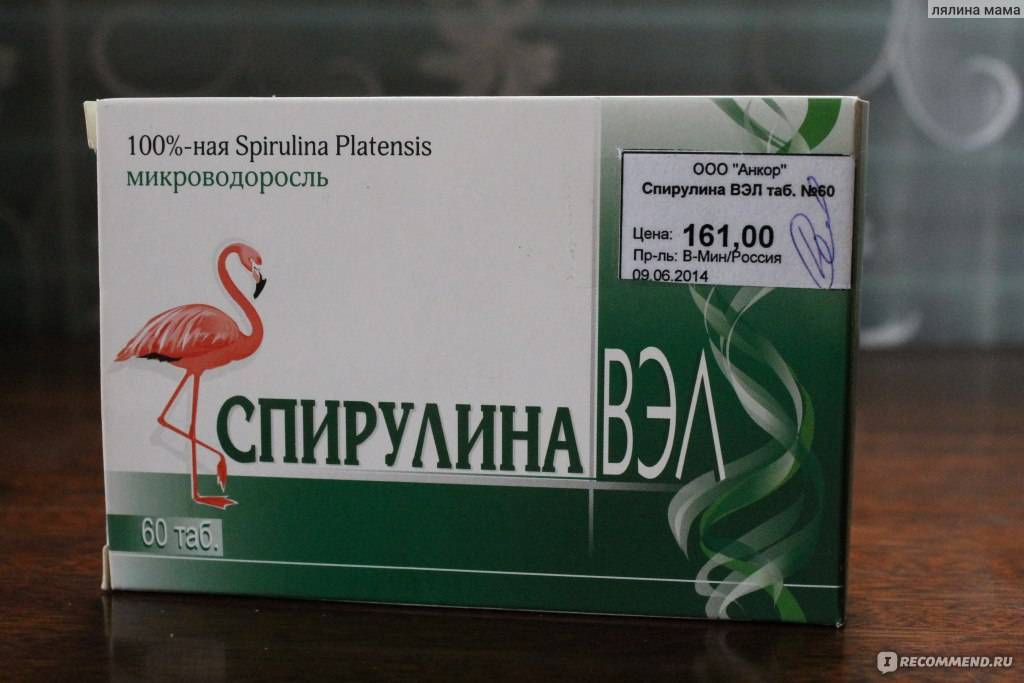 лялина мама
100%-ная Spirulina Platensis
микроводоросль
ООО "Анкор"
Спирулина ВЭЛ таб. №60
Цена: 161,00
Пр-ль: В-Мин/Россия
09.06.2014
СПИРУЛИНА ВЭЛ
60 таб.
IRECOMMEND.RU